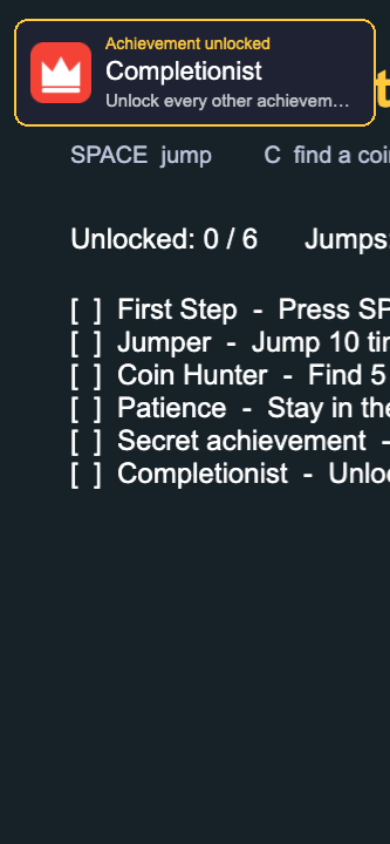 Achievement unlocked
Completionist
Unlock every other achievem...
t
SPACE jump C find a coi
Unlocked: 0 / 6 Jumps:
[ ] First Step - Press SP
[ ] Jumper - Jump 10 tin
[ ] Coin Hunter - Find 5
[ ] Patience - Stay in the
[ ] Secret achievement -
[ ] Completionist - Unlo